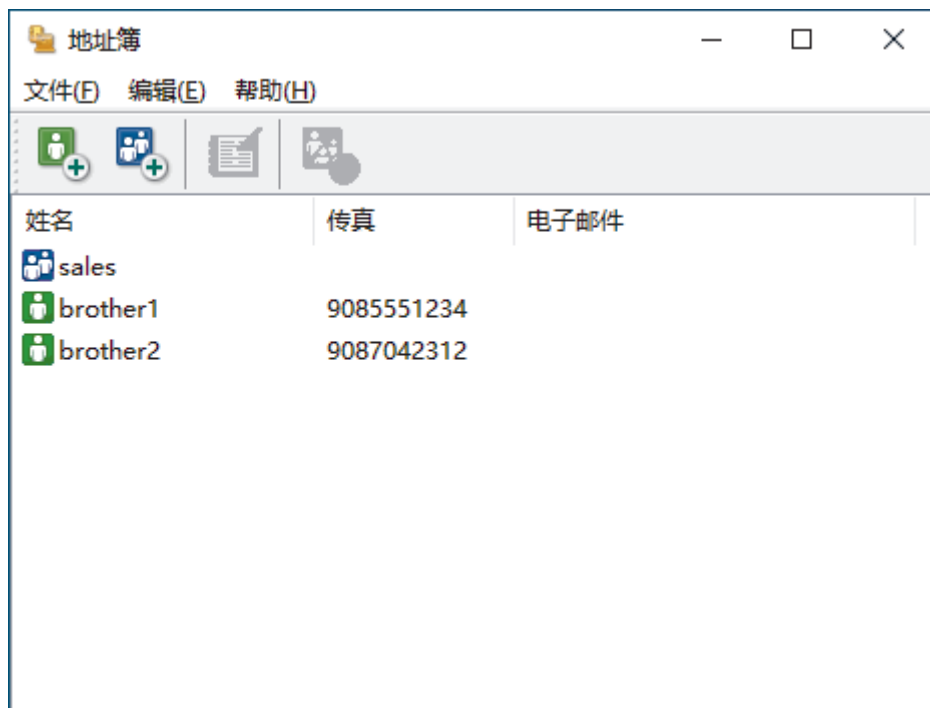 地址簿
文件(F) 编辑(E) 帮助(H)
姓名 传真 电子邮件
sales
brother1 9085551234
brother2 9087042312